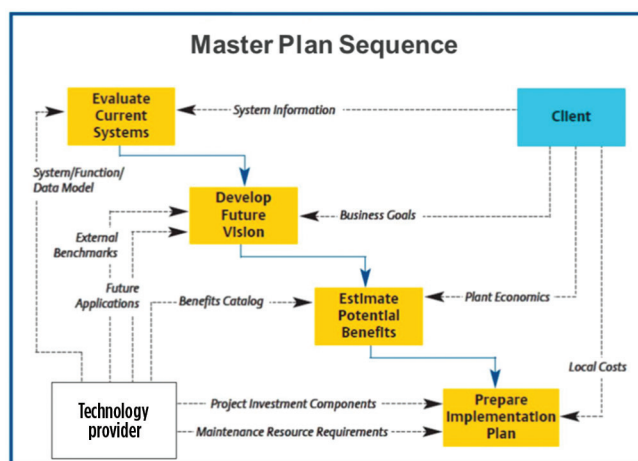 Master Plan Sequence
Evaluate
Current
Systems
System Information
Client
System/Function/
Data Model
Develop
Future
Vision
Business Goals
External
Benchmarks
Future
Applications
Benefits Catalog
Estimate
Potential
Benefits
Plant Economics
Local Costs
Technology
provider
Project Investment Components
Maintenance Resource Requirements
Prepare
Implementation
Plan